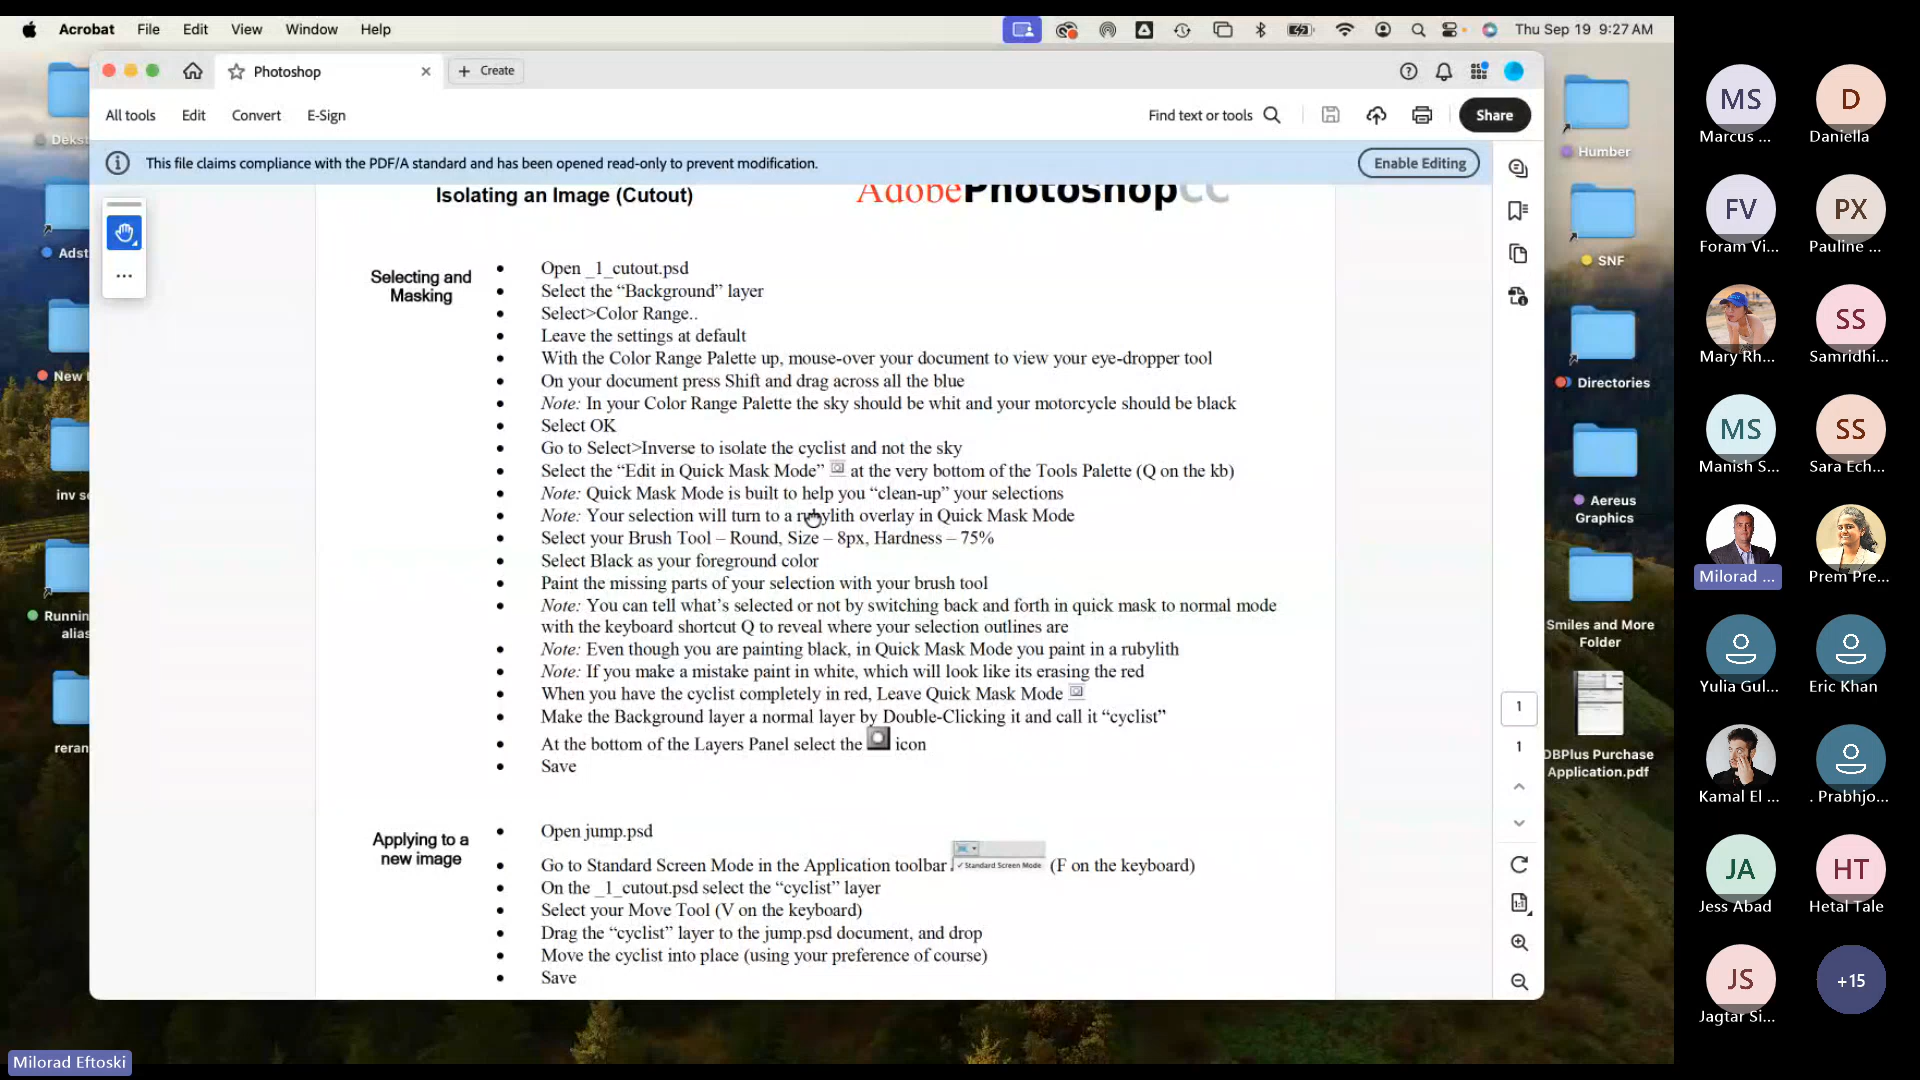 Acrobat File Edit View Window Help Thu Sep 19 9:27 AM
Photoshop Create
All tools Edit Convert E-Sign Find text or tools Share
This file claims compliance with the PDF/A standard and has been opened read-only to prevent modification. Enable Editing
Isolating an Image (Cutout) AdobePhotoshopCC
Selecting and
Masking
• Open _1_cutout.psd
• Select the “Background” layer
• Select>Color Range..
• Leave the settings at default
• With the Color Range Palette up, mouse-over your document to view your eye-dropper tool
• On your document press Shift and drag across all the blue
• Note: In your Color Range Palette the sky should be whit and your motorcycle should be black
• Select OK
• Go to Select>Inverse to isolate the cyclist and not the sky
• Select the “Edit in Quick Mask Mode” at the very bottom of the Tools Palette (Q on the kb)
• Note: Quick Mask Mode is built to help you “clean-up” your selections
• Note: Your selection will turn to a rubylith overlay in Quick Mask Mode
• Select your Brush Tool – Round, Size – 8px, Hardness – 75%
• Select Black as your foreground color
• Paint the missing parts of your selection with your brush tool
• Note: You can tell what’s selected or not by switching back and forth in quick mask to normal mode
with the keyboard shortcut Q to reveal where your selection outlines are
• Note: Even though you are painting black, in Quick Mask Mode you paint in a rubylith
• Note: If you make a mistake paint in white, which will look like its erasing the red
• When you have the cyclist completely in red, Leave Quick Mask Mode
• Make the Background layer a normal layer by Double-Clicking it and call it “cyclist”
• At the bottom of the Layers Panel select the icon
• Save
Applying to a
new image
• Open jump.psd
• Go to Standard Screen Mode in the Application toolbar ✓ Standard Screen Mode (F on the keyboard)
• On the _1_cutout.psd select the “cyclist” layer
• Select your Move Tool (V on the keyboard)
• Drag the “cyclist” layer to the jump.psd document, and drop
• Move the cyclist into place (using your preference of course)
• Save
1
1
Deks
Adst
New
inv s
Runnin
alias
reran
Humber
SNF
Directories
Aereus
Graphics
Smiles and More
Folder
DBPlus Purchase
Application.pdf
MS D
Marcus ... Daniella
FV PX
Foram Vi... Pauline ...
SS
Mary Rh... Samridhi...
MS SS
Manish S... Sara Ech...
Milorad ... Prem Pre...
Yulia Gul... Eric Khan
Kamal El ... . Prabhjo...
JA HT
Jess Abad Hetal Tale
JS +15
Jagtar Si...
Milorad Eftoski